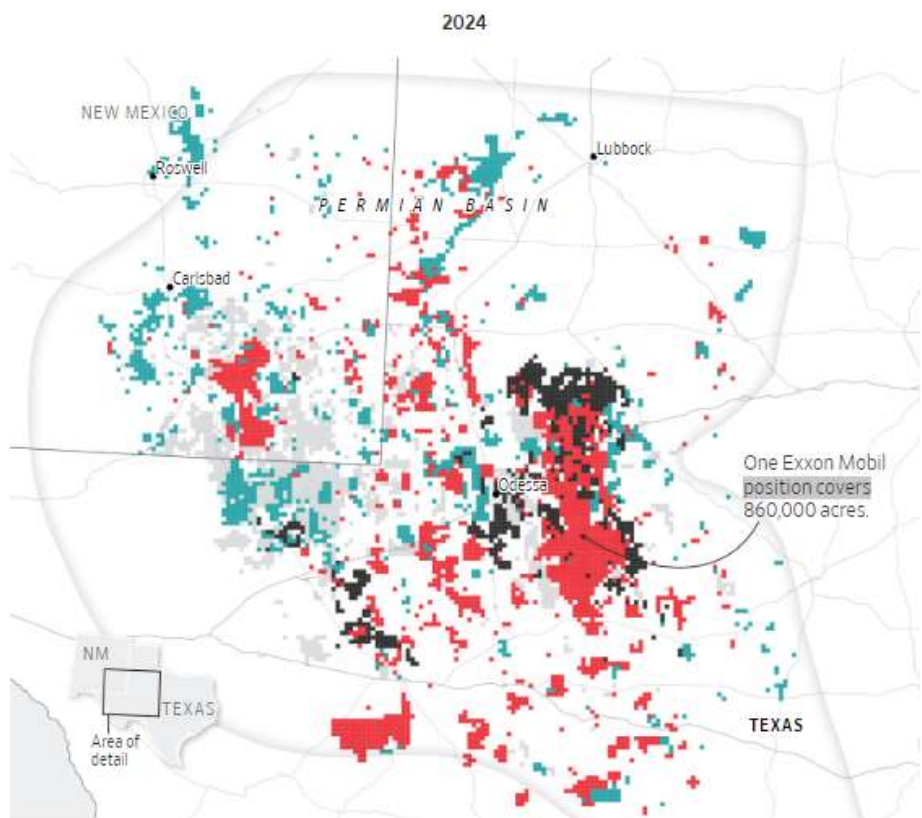 2024
NEW MEXICO
Lubbock
Roswell
PERMIAN BASIN
Carlsbad
One Exxon Mobil
position covers
860,000 acres.
Odessa
NM
TEXAS
Area of
detail
TEXAS